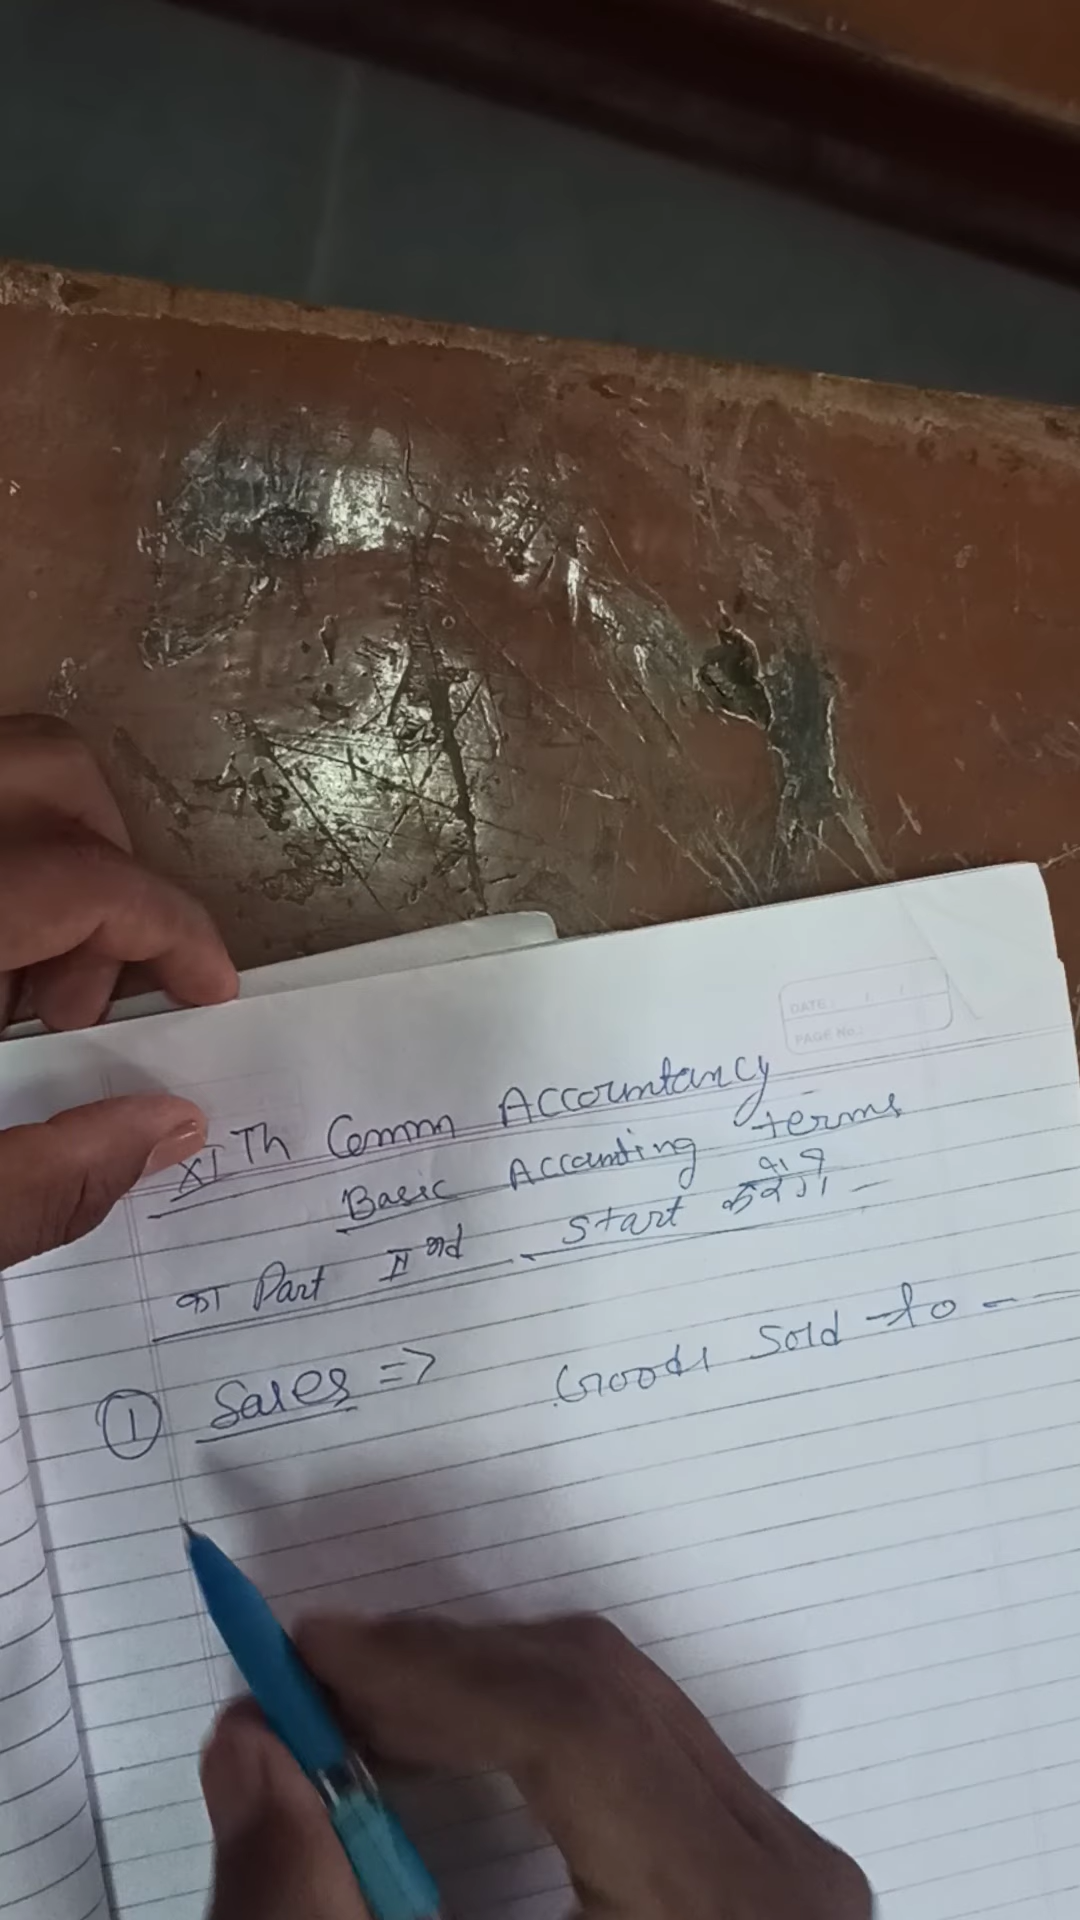 DATE: / /
PAGE No.:
XI Th Comm Accountancy
Basic Accounting terms
का Part II nd Start करेगें
① Sales => Goods Sold to - -